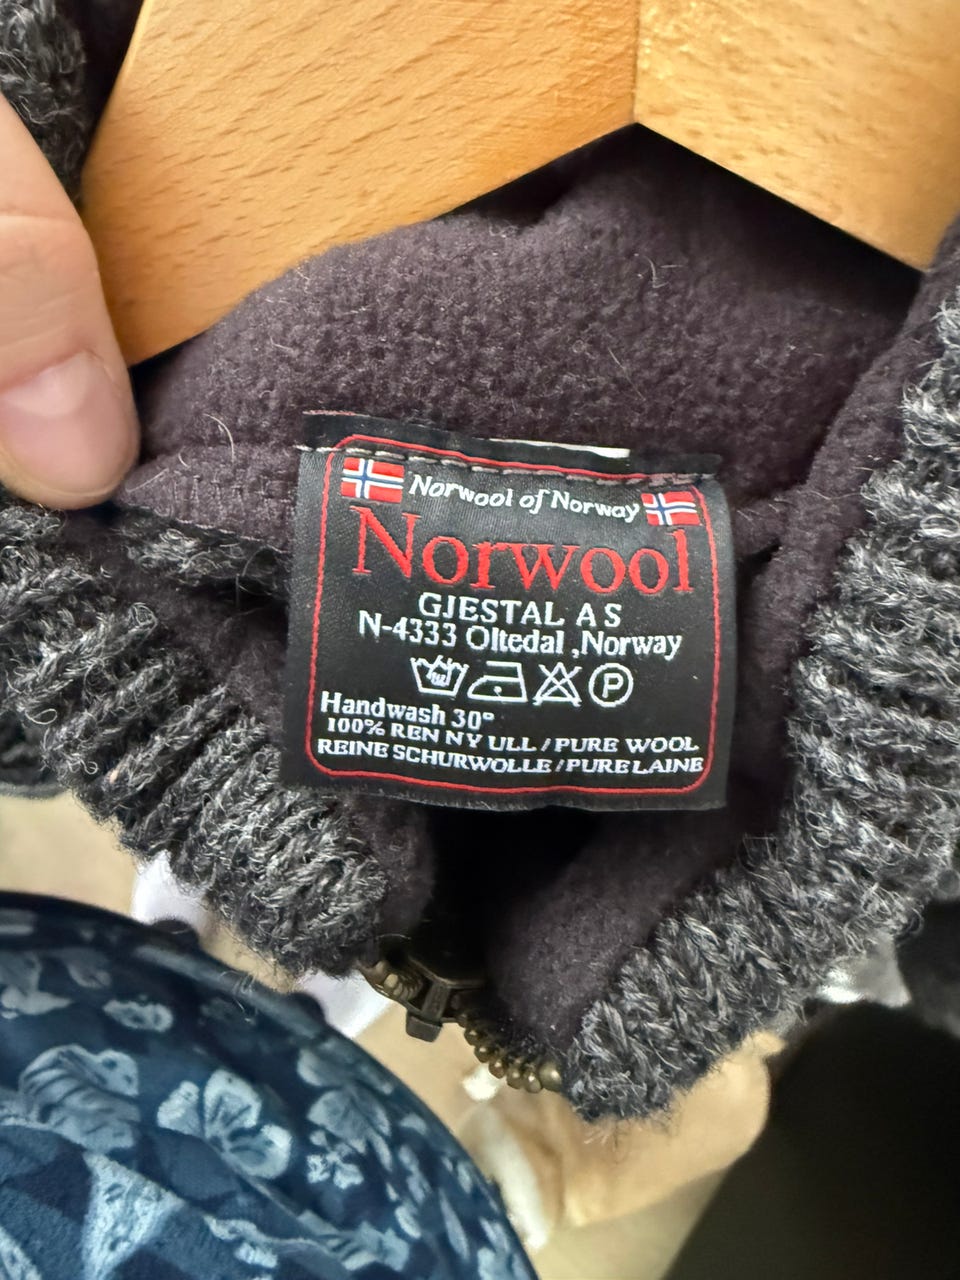 Norwool of Norway
Norwool
GJESTAL AS
N-4333 Oltedal ,Norway
P
Handwash 30°
100% REN NY ULL / PURE WOOL
REINE SCHURWOLLE / PURE LAINE